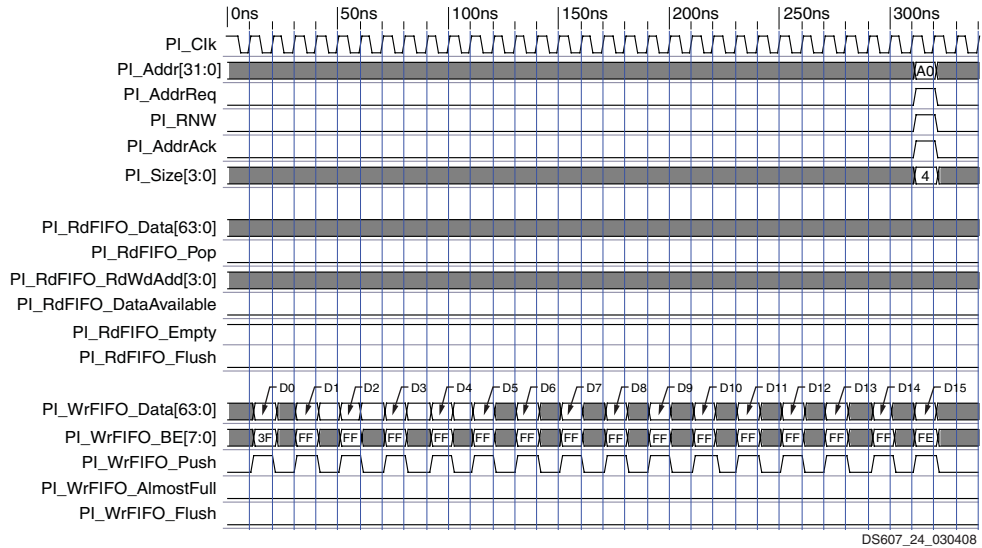 0ns 50ns 100ns 150ns 200ns 250ns 300ns
PI_Clk
PI_Addr[31:0] A0
PI_AddrReq
PI_RNW
PI_AddrAck
PI_Size[3:0] 4
PI_RdFIFO_Data[63:0]
PI_RdFIFO_Pop
PI_RdFIFO_RdWdAdd[3:0]
PI_RdFIFO_DataAvailable
PI_RdFIFO_Empty
PI_RdFIFO_Flush
D0 D1 D2 D3 D4 D5 D6 D7 D8 D9 D10 D11 D12 D13 D14 D15
PI_WrFIFO_Data[63:0]
PI_WrFIFO_BE[7:0] 3F FF FF FF FF FF FF FF FF FF FF FF FF FF FF FE
PI_WrFIFO_Push
PI_WrFIFO_AlmostFull
PI_WrFIFO_Flush
DS607_24_030408